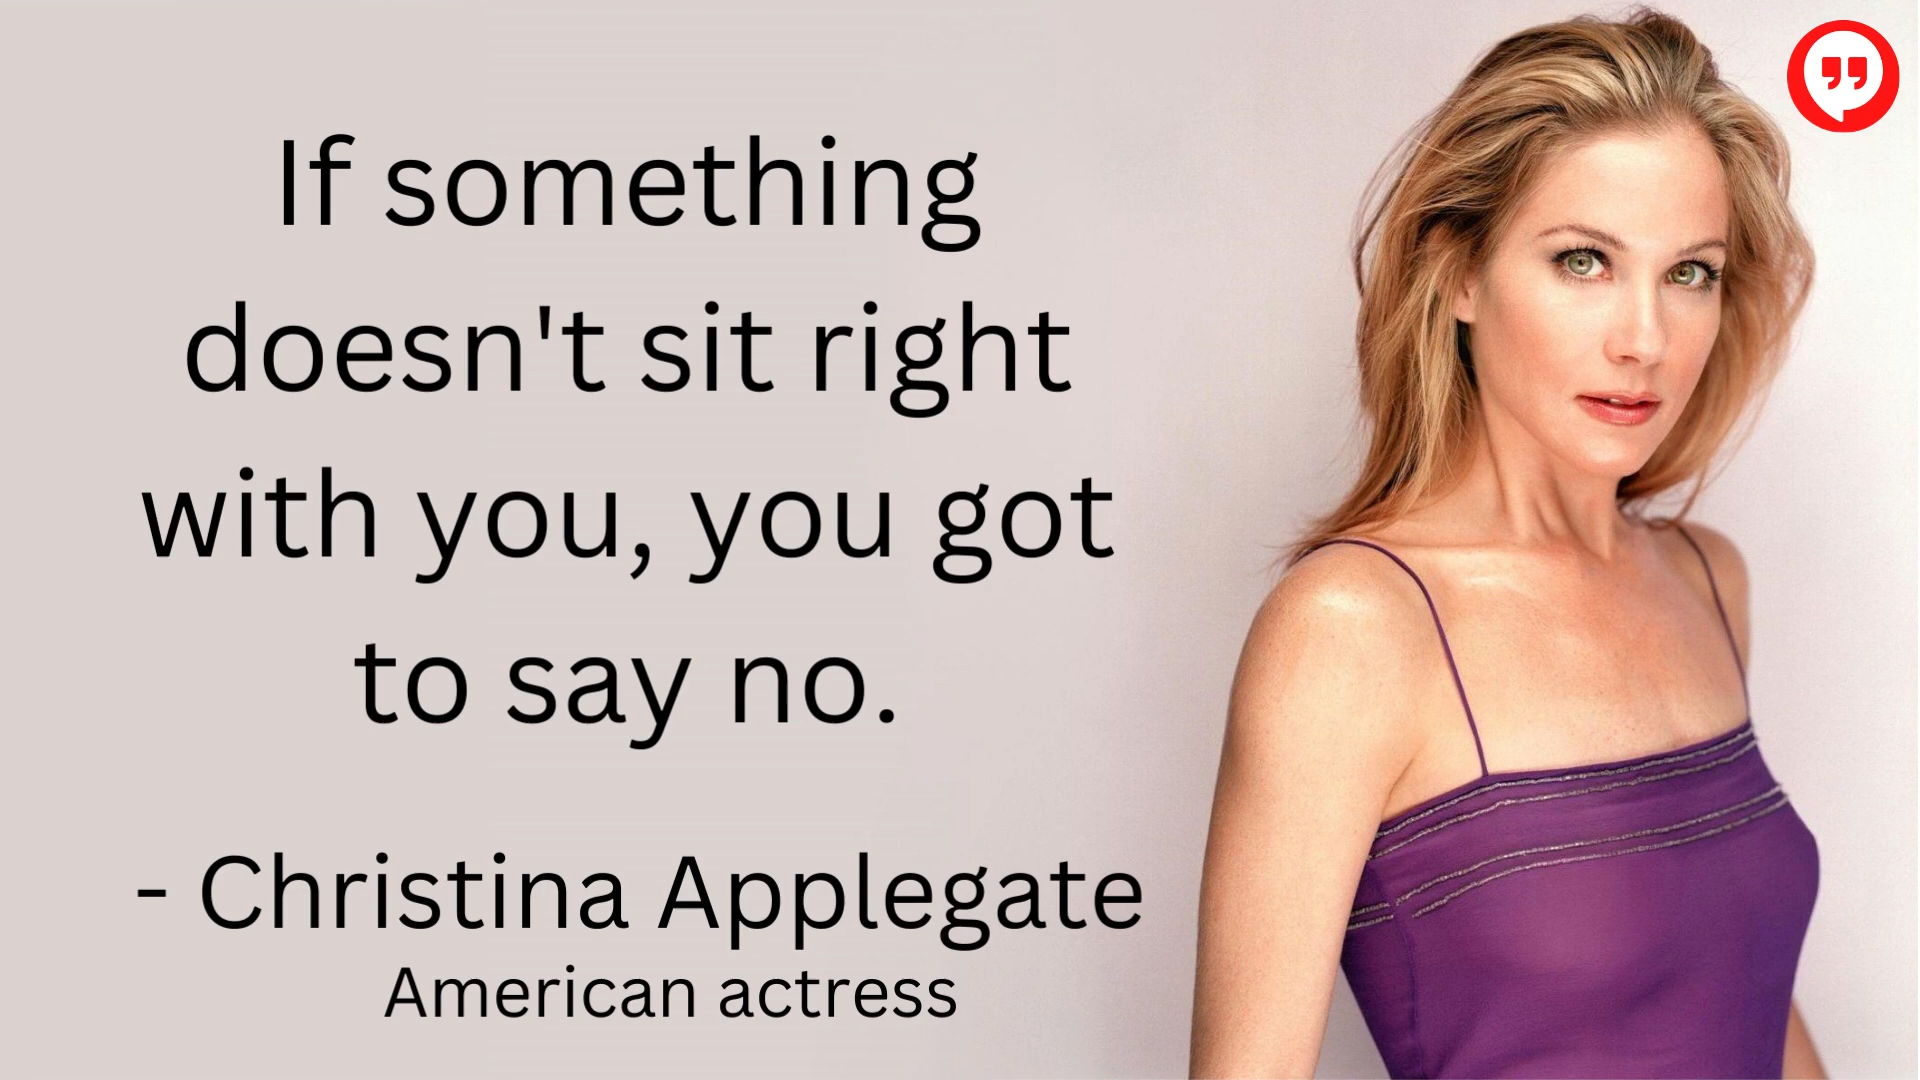 If something
doesn't sit right
with you, you got
to say no.
- Christina Applegate
American actress